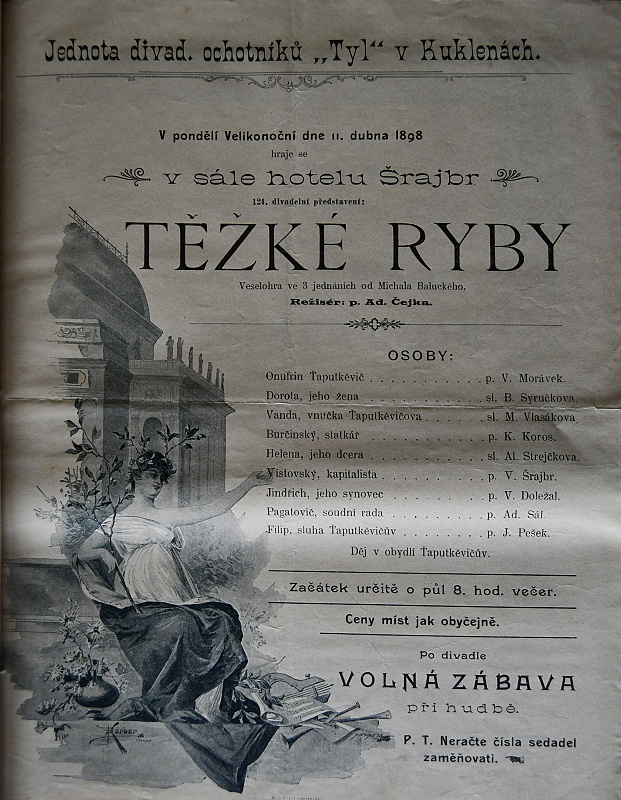 Jednota divad. ochotníků „Tyl“ v Kuklenách.
V pondělí Velikonoční dne 11. dubna 1898
hraje se
v sále hotelu Šrajbr
121. divadelní představení:
TĚŽKÉ RYBY
Veselohra ve 3 jednáních od Michala Baluckého.
Režisér: p. Ad. Čejka.
OSOBY:
Onufrin Taputkěvič . . . . . . . . . . . p. V. Morávek.
Dorota, jeho žena . . . . . . . . . . . sl. B. Syručkova.
Vanda, vnučka Taputkěvičova . . . . . sl. M. Vlasákova
Burčinský, statkář . . . . . . . . . . . p. K. Koros.
Helena, jeho dcera . . . . . . . . . . sl. Al. Strejčkova.
Vistovský, kapitalista . . . . . . . . . . p. V. Šrajbr.
Jindřich, jeho synovec . . . . . . . . . p. V. Doležal.
Pagatovič, soudní rada . . . . . . . . . p. Ad. Sál.
Filip, sluha Taputkěvičův . . . . . . . . p. J. Pešek.
Děj v obydlí Taputkěvičův.
Začátek určitě o půl 8. hod. večer.
Ceny míst jak obyčejně.
Po divadle
VOLNÁ ZÁBAVA
při hudbě.
P. T. Neračte čísla sedadel
zaměňovati.